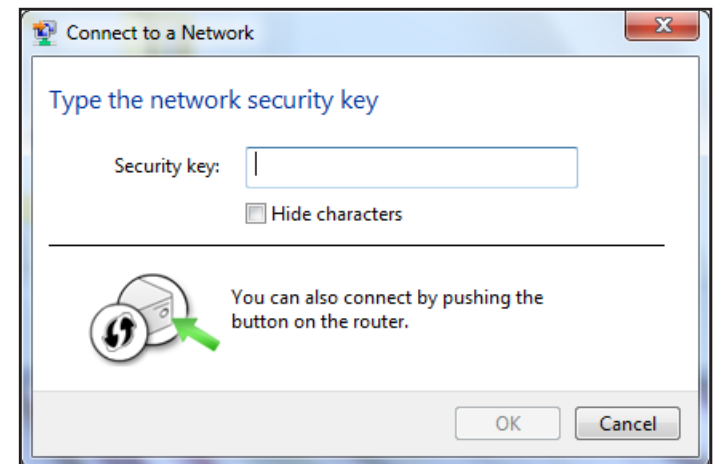 Connect to a Network
Type the network security key
Security key:
Hide characters
You can also connect by pushing the
button on the router.
OK
Cancel